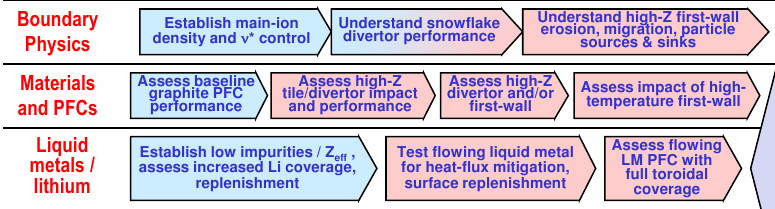 Boundary
Physics
Establish main-ion
density and ν* control
Understand snowflake
divertor performance
Understand high-Z first-wall
erosion, migration, particle
sources & sinks
Materials
and PFCs
Assess baseline
graphite PFC
performance
Assess high-Z
tile/divertor impact
and performance
Assess high-Z
divertor and/or
first-wall
Assess impact of high-
temperature first-wall
Liquid
metals /
lithium
Establish low impurities / Zeff ,
assess increased Li coverage,
replenishment
Test flowing liquid metal
for heat-flux mitigation,
surface replenishment
Assess flowing
LM PFC with
full toroidal
coverage